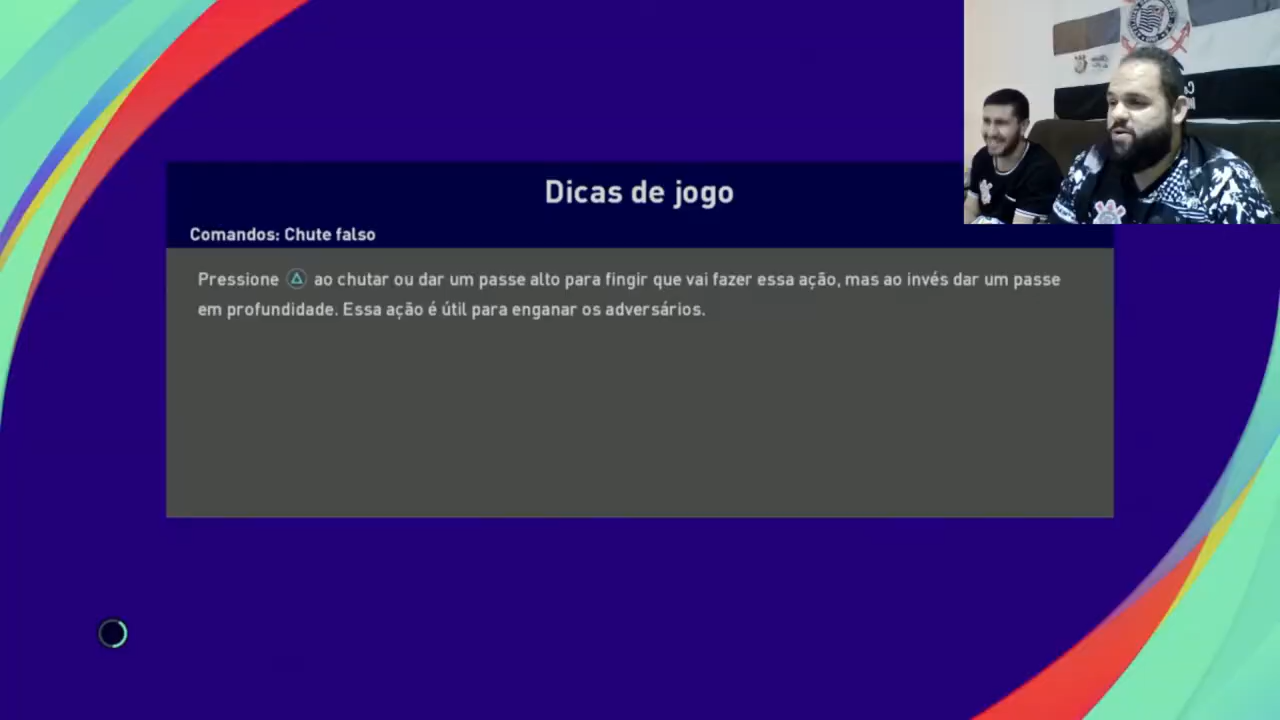 Dicas de jogo
Comandos: Chute falso
Pressione ao chutar ou dar um passe alto para fingir que vai fazer essa ação, mas ao invés dar um passe
em profundidade. Essa ação é útil para enganar os adversários.